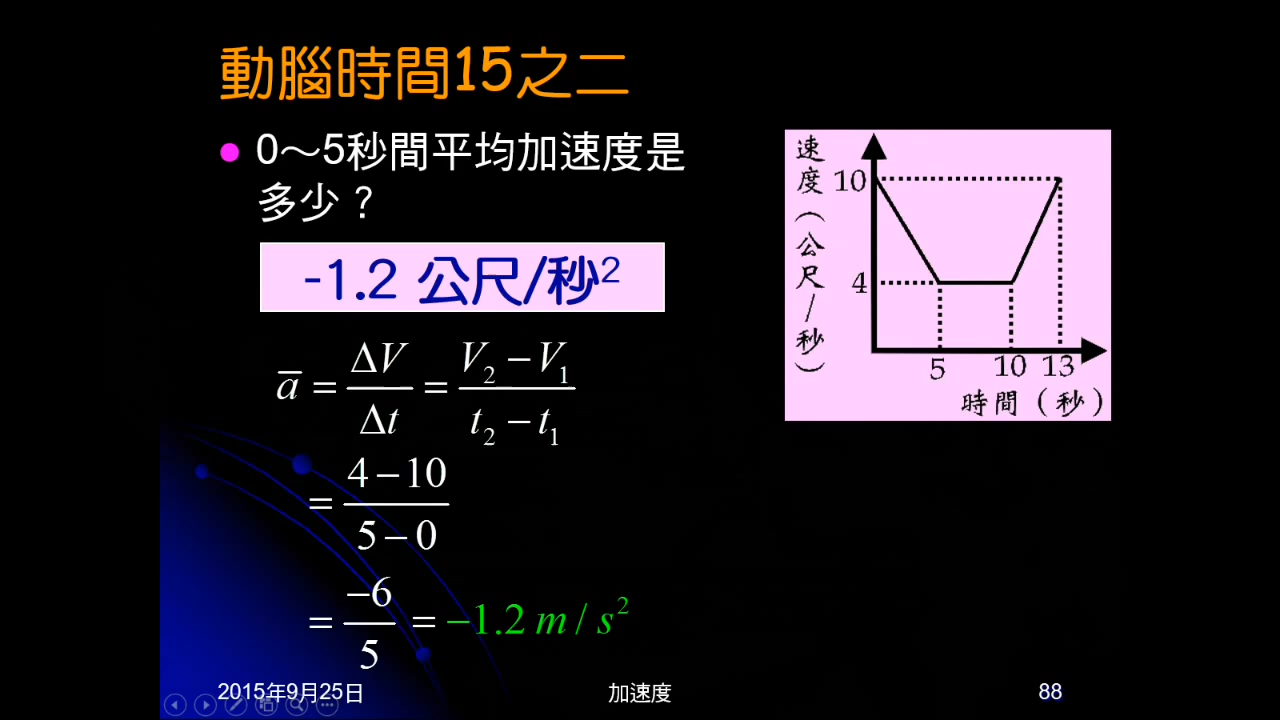 動腦時間15之二
0～5秒間平均加速度是
多少？
-1.2 公尺/秒²
a̅ = ΔV/Δt = (V₂ − V₁)/(t₂ − t₁)
= (4 − 10)/(5 − 0)
= −6/5 = −1.2 m / s²
速度（公尺/秒）
10
4
5 10 13
時間（秒）
2015年9月25日 加速度 88